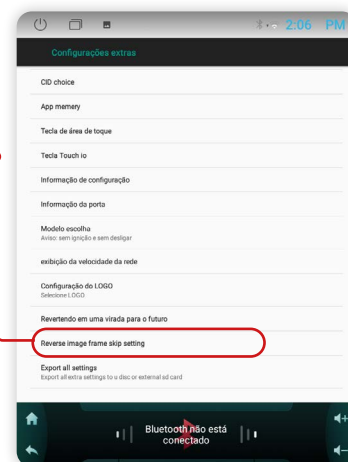 2:06 PM
Configurações extras
CID choice
App memery
Tecla de área de toque
Tecla Touch io
Informação de configuração
Informação da porta
Modelo escolha
Aviso: sem ignição e sem desligar
exibição da velocidade da rede
Configuração do LOGO
Selecione LOGO
Revertendo em uma virada para o futuro
Reverse image frame skip setting
Export all settings
Export all extra settings to u disc or external sd card
Bluetooth não está
conectado